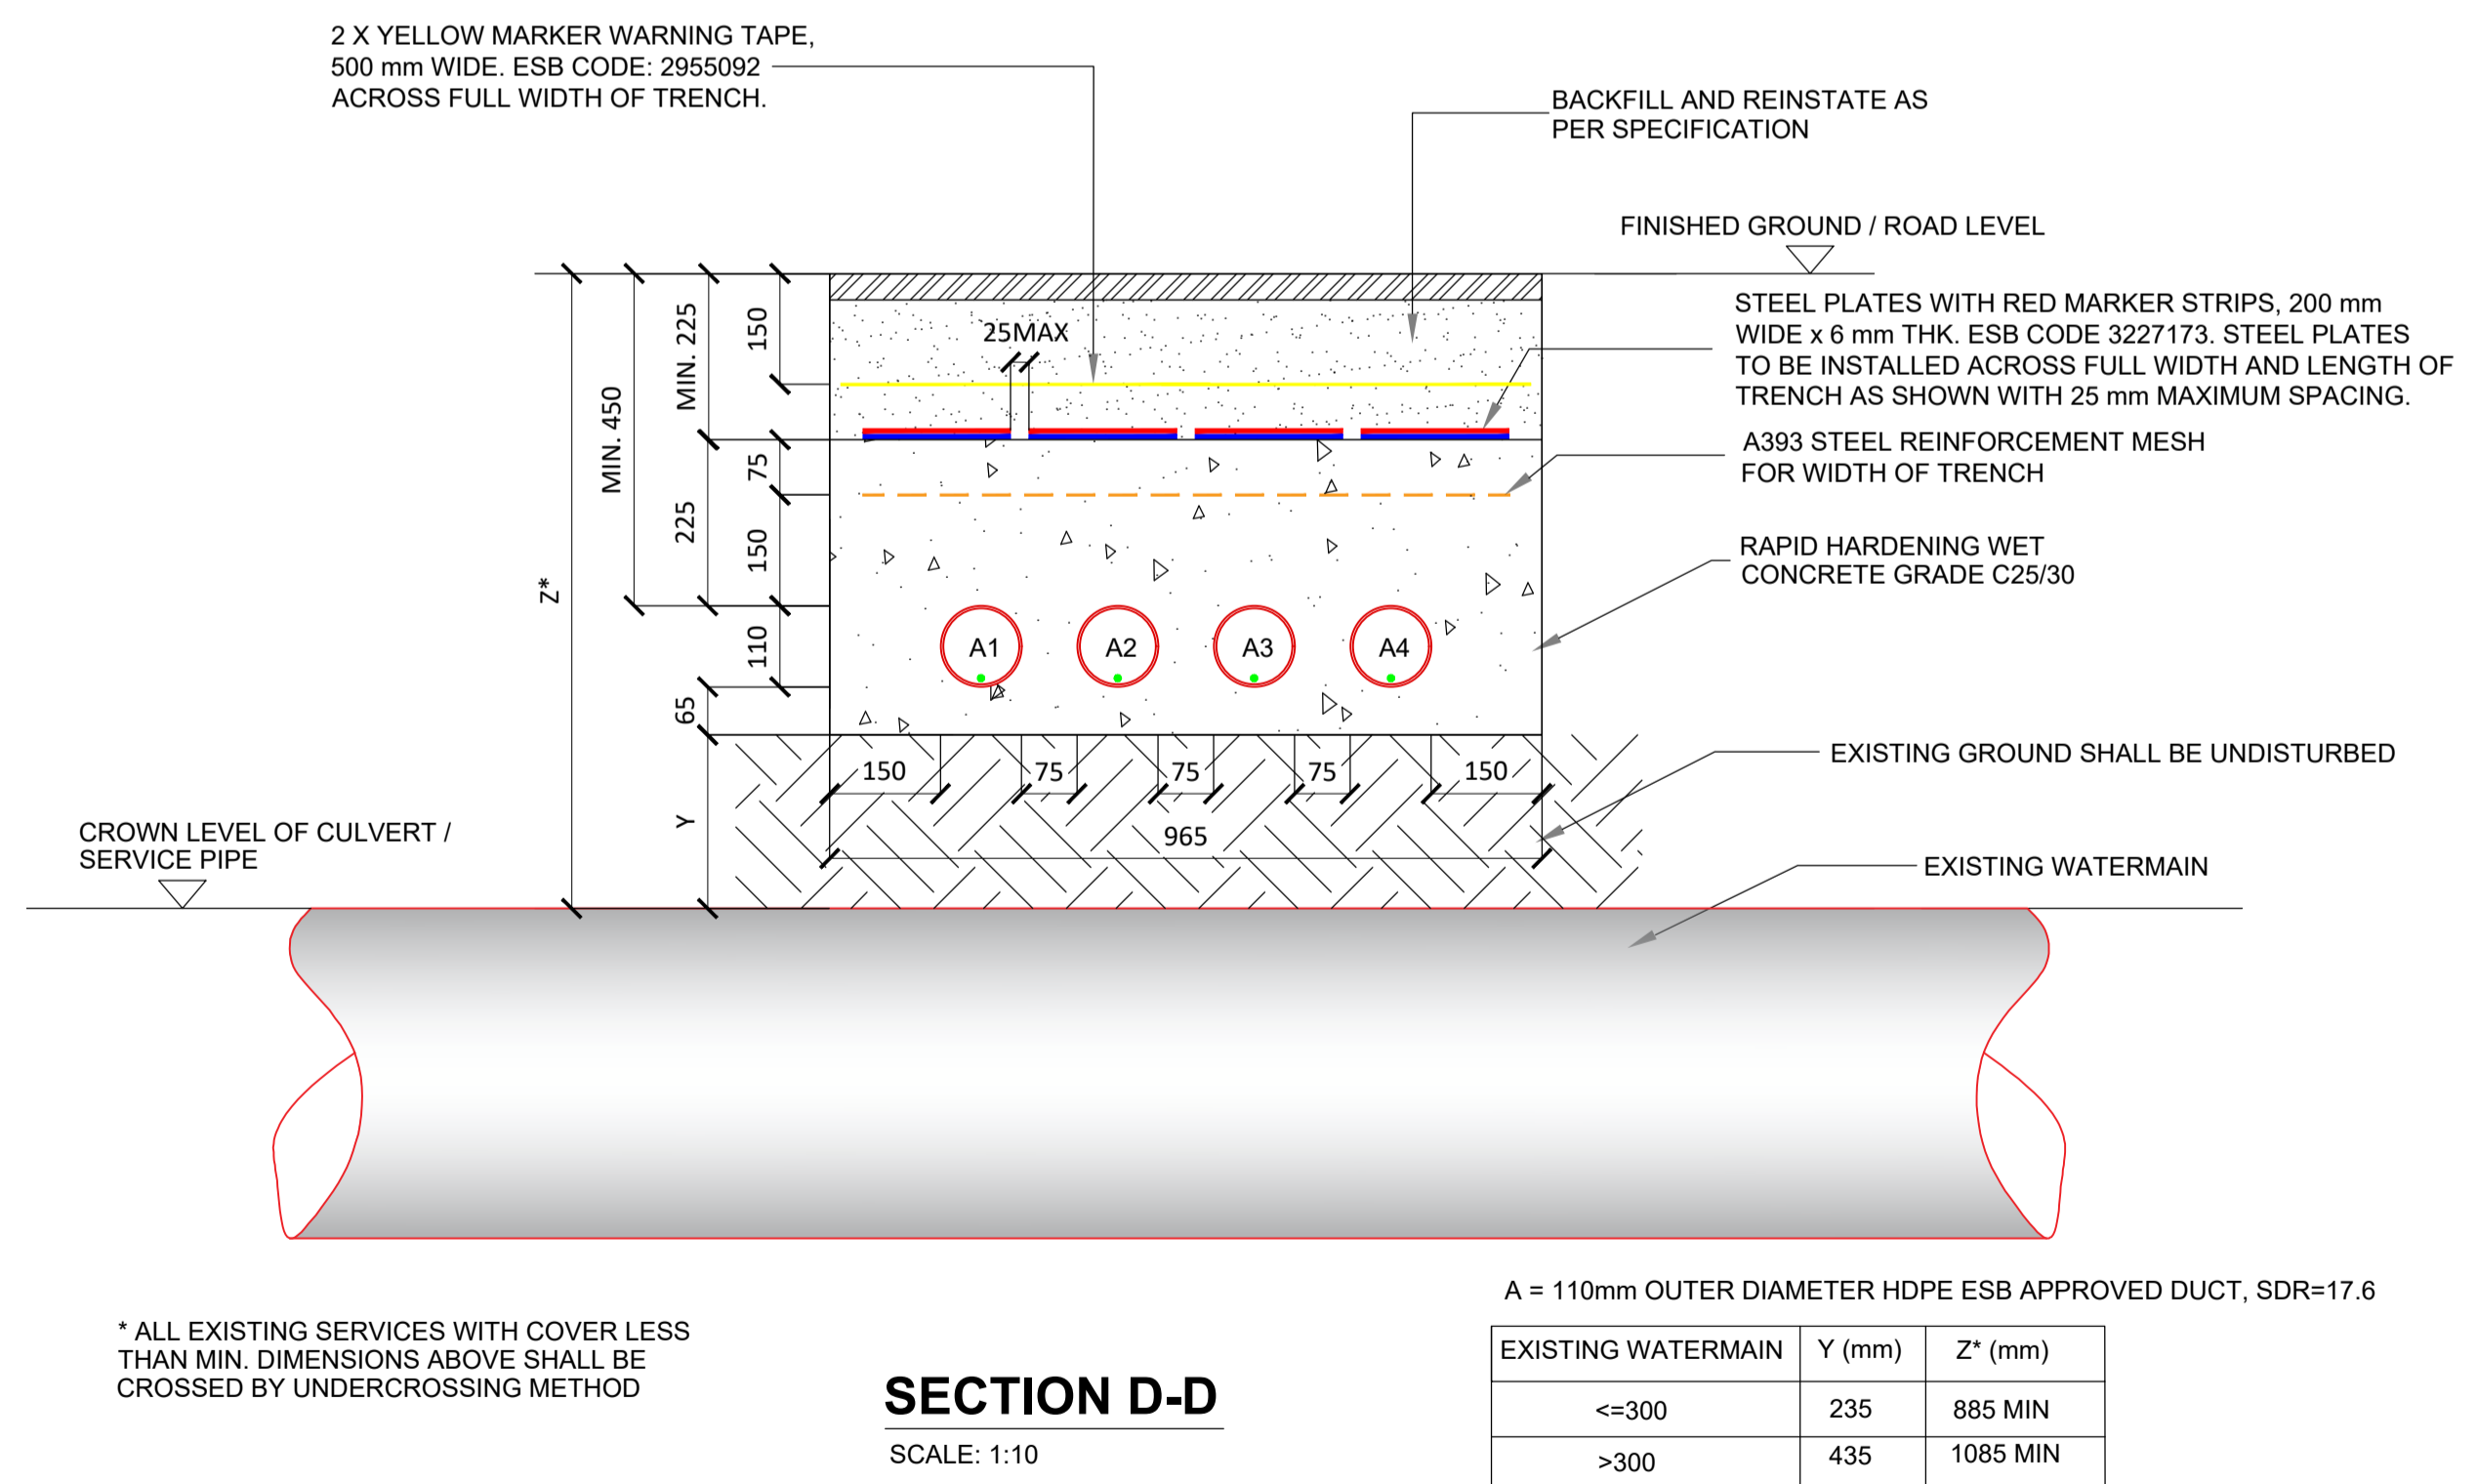 2 X YELLOW MARKER WARNING TAPE,
500 mm WIDE. ESB CODE: 2955092
ACROSS FULL WIDTH OF TRENCH.
BACKFILL AND REINSTATE AS
PER SPECIFICATION
FINISHED GROUND / ROAD LEVEL
STEEL PLATES WITH RED MARKER STRIPS, 200 mm
WIDE x 6 mm THK. ESB CODE 3227173. STEEL PLATES
TO BE INSTALLED ACROSS FULL WIDTH AND LENGTH OF
TRENCH AS SHOWN WITH 25 mm MAXIMUM SPACING.
A393 STEEL REINFORCEMENT MESH
FOR WIDTH OF TRENCH
RAPID HARDENING WET
CONCRETE GRADE C25/30
EXISTING GROUND SHALL BE UNDISTURBED
EXISTING WATERMAIN
25MAX
Z*
MIN. 450
MIN. 225
150
75
225
150
110
65
Y
A1 A2 A3 A4
150 75 75 75 150
965
CROWN LEVEL OF CULVERT /
SERVICE PIPE
* ALL EXISTING SERVICES WITH COVER LESS
THAN MIN. DIMENSIONS ABOVE SHALL BE
CROSSED BY UNDERCROSSING METHOD
SECTION D-D
SCALE: 1:10
A = 110mm OUTER DIAMETER HDPE ESB APPROVED DUCT, SDR=17.6
EXISTING WATERMAIN Y (mm) Z* (mm)
<=300 235 885 MIN
>300 435 1085 MIN